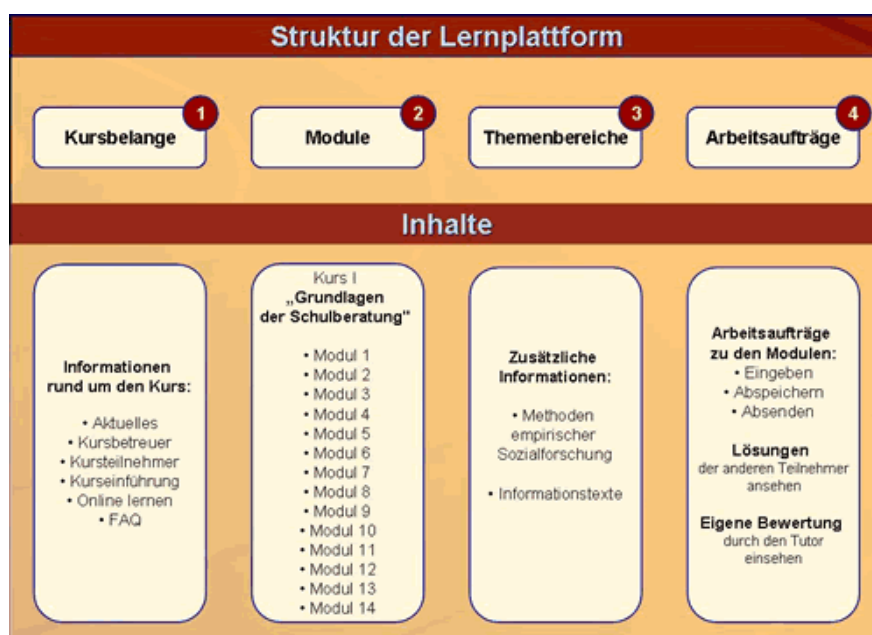 Struktur der Lernplattform
1
Kursbelange
2
Module
3
Themenbereiche
4
Arbeitsaufträge
Inhalte
Informationen
rund um den Kurs:
• Aktuelles
• Kursbetreuer
• Kursteilnehmer
• Kurseinführung
• Online lernen
• FAQ
Kurs I
„Grundlagen
der Schulberatung"
• Modul 1
• Modul 2
• Modul 3
• Modul 4
• Modul 5
• Modul 6
• Modul 7
• Modul 8
• Modul 9
• Modul 10
• Modul 11
• Modul 12
• Modul 13
• Modul 14
Zusätzliche
Informationen:
• Methoden
empirischer
Sozialforschung
• Informationstexte
Arbeitsaufträge
zu den Modulen:
• Eingeben
• Abspeichern
• Absenden
Lösungen
der anderen Teilnehmer
ansehen
Eigene Bewertung
durch den Tutor
einsehen